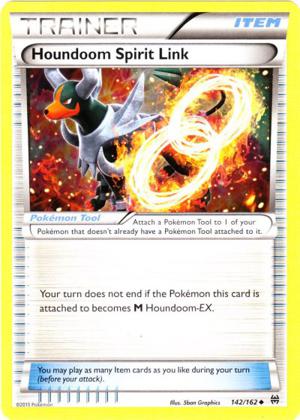 TRAINER
ITEM
Houndoom Spirit Link
Pokémon Tool
Attach a Pokémon Tool to 1 of your
Pokémon that doesn't already have a Pokémon Tool attached to it.
Your turn does not end if the Pokémon this card is
attached to becomes M Houndoom-EX.
You may play as many Item cards as you like during your turn
(before your attack).
©2015 Pokémon
Illus. 5ban Graphics
142/162